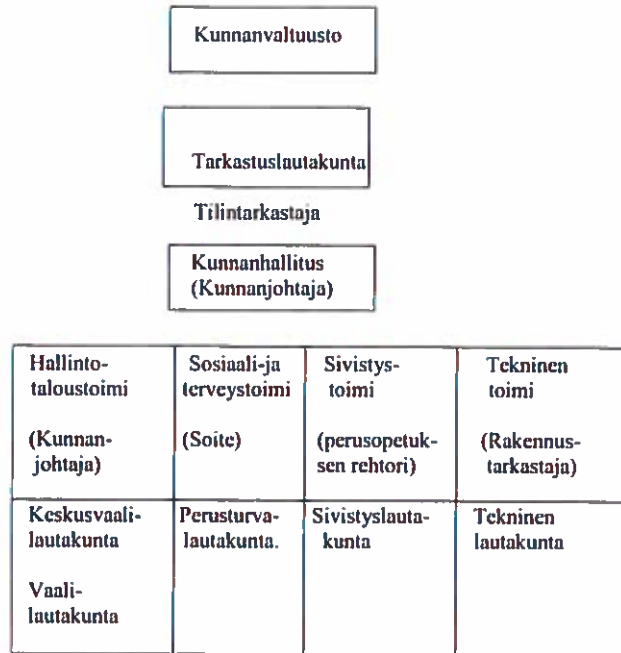 Kunnanvaltuusto
Tarkastuslautakunta
Tilintarkastaja
Kunnanhallitus
(Kunnanjohtaja)
Hallinto-
taloustoimi
(Kunnan-
johtaja)
Sosiaali-ja
terveystoimi
(Soite)
Sivistys-
toimi
(perusopetuk-
sen rehtori)
Tekninen
toimi
(Rakennus-
tarkastaja)
Keskusvaali-
lautakunta
Vaali-
lautakunta
Perusturva-
lautakunta.
Sivistyslauta-
kunta
Tekninen
lautakunta